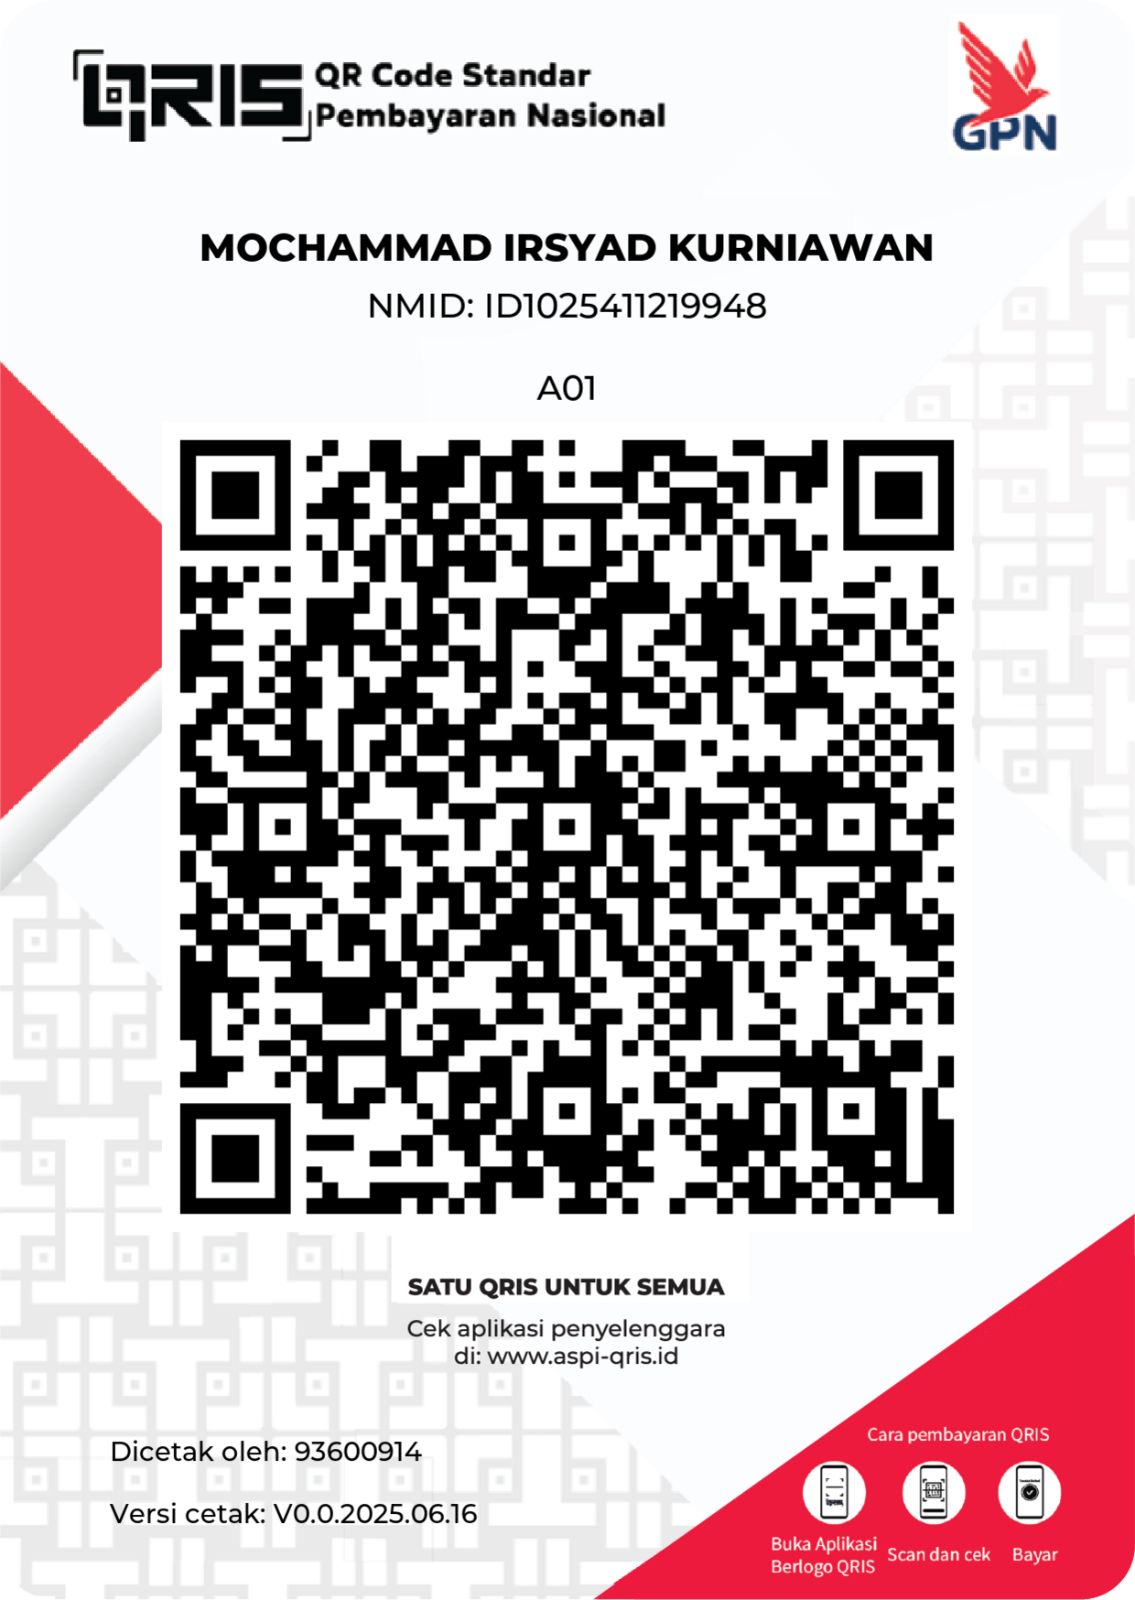 QRIS
QR Code Standar
Pembayaran Nasional
GPN
MOCHAMMAD IRSYAD KURNIAWAN
NMID: ID1025411219948
A01
SATU QRIS UNTUK SEMUA
Cek aplikasi penyelenggara
di: www.aspi-qris.id
Dicetak oleh: 93600914
Versi cetak: V0.0.2025.06.16
Cara pembayaran QRIS
Buka Aplikasi
Berlogo QRIS
Scan dan cek
Bayar